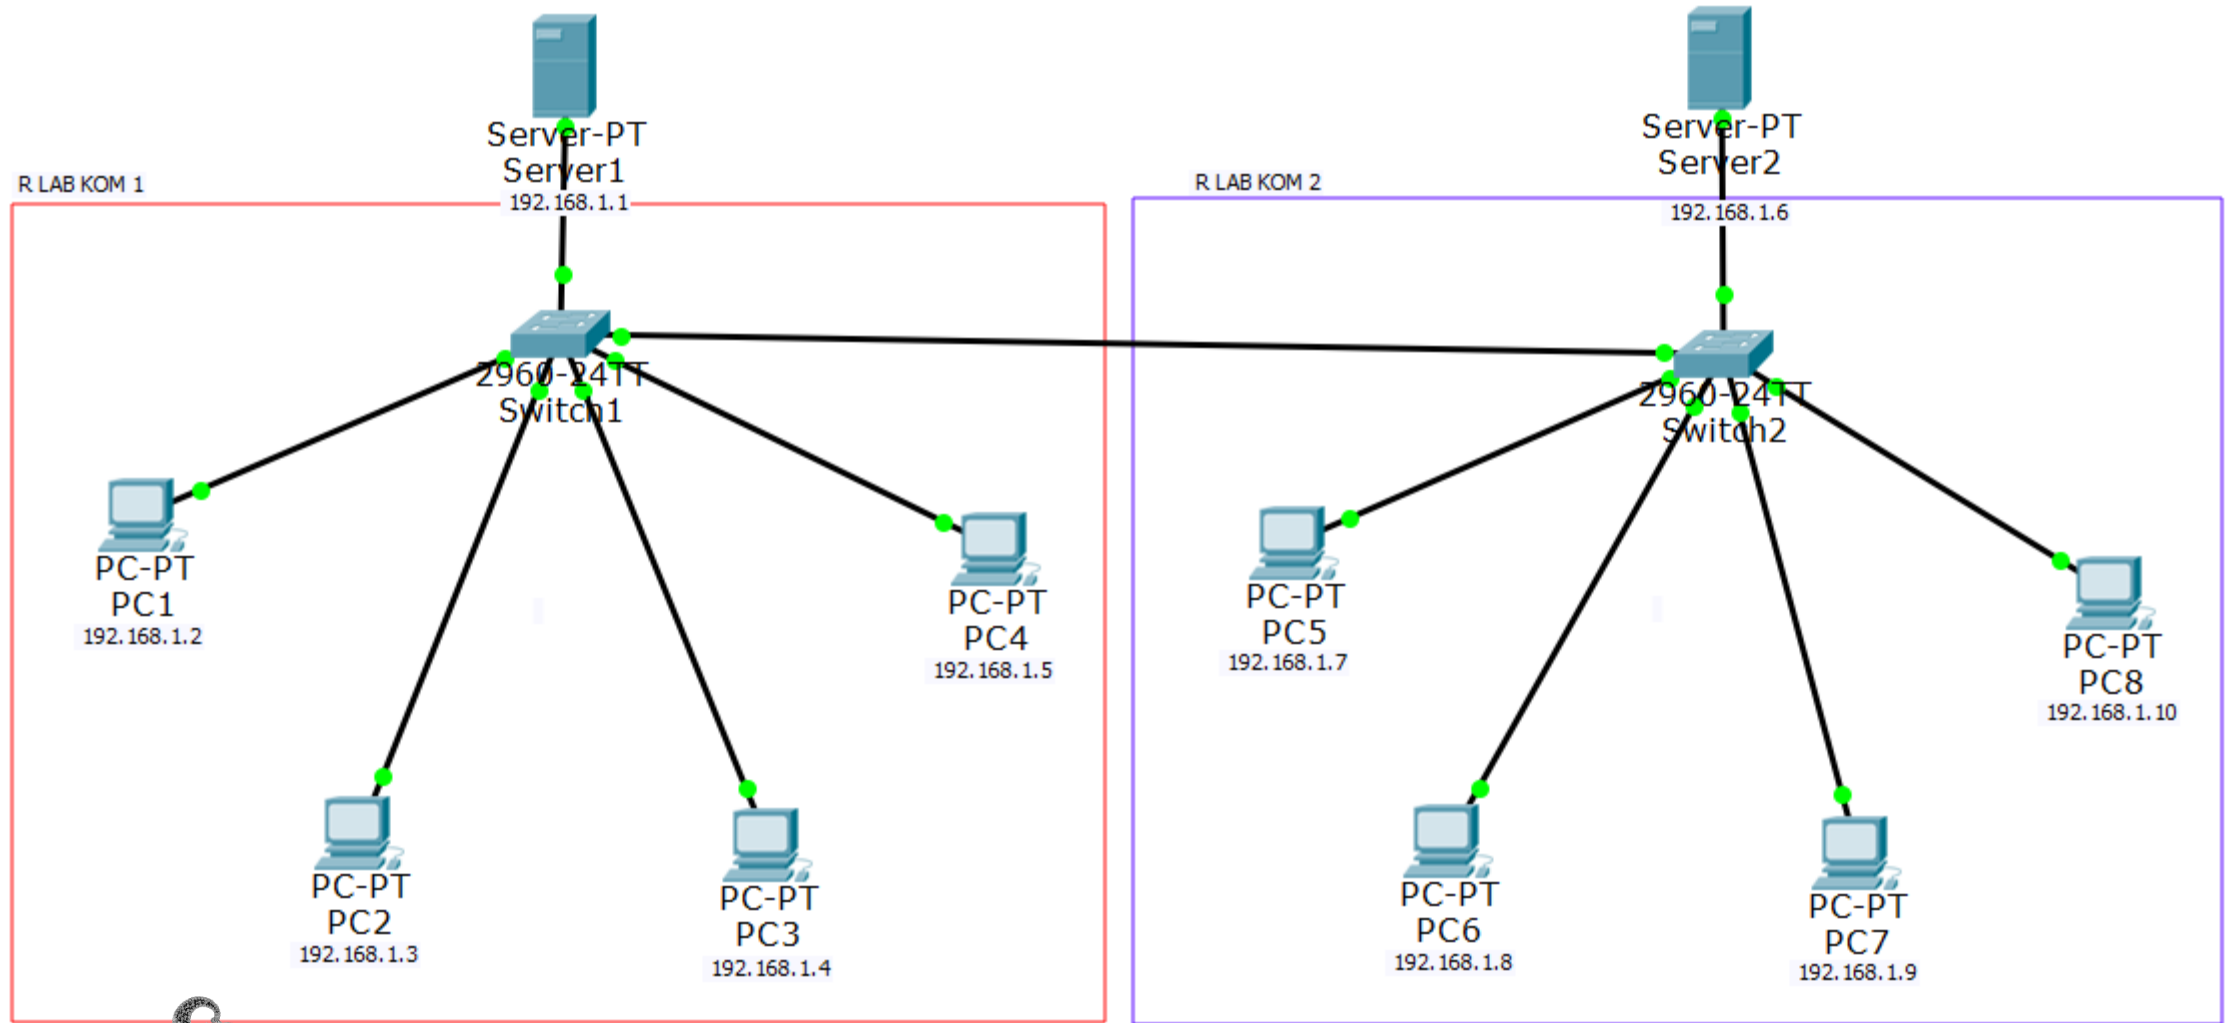 Server-PT
Server1
192.168.1.1
R LAB KOM 1
2960-24TT
Switch1
PC-PT
PC1
192.168.1.2
PC-PT
PC4
192.168.1.5
PC-PT
PC2
192.168.1.3
PC-PT
PC3
192.168.1.4
Server-PT
Server2
R LAB KOM 2
192.168.1.6
2960-24TT
Switch2
PC-PT
PC5
192.168.1.7
PC-PT
PC8
192.168.1.10
PC-PT
PC6
192.168.1.8
PC-PT
PC7
192.168.1.9